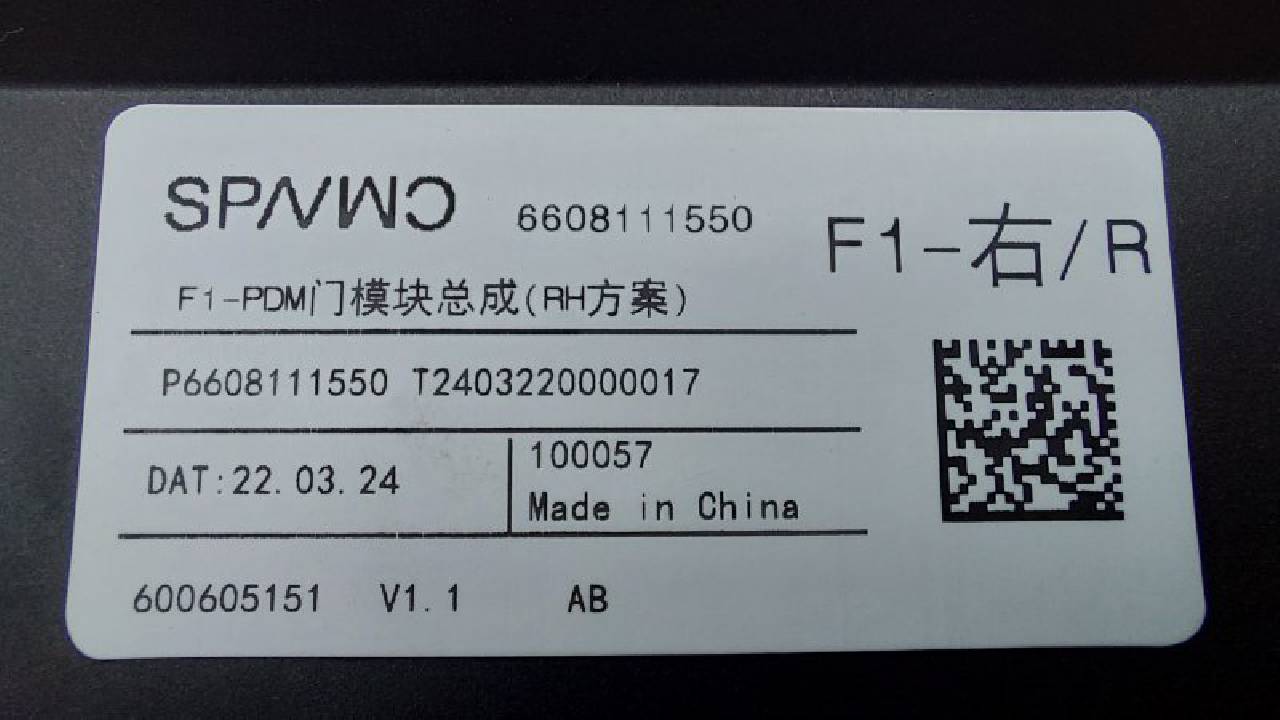 SPΛVWC
6608111550
F1-右/R
F1-PDM门模块总成(RH方案)
P6608111550 T2403220000017
DAT:22.03.24
100057
Made in China
600605151 V1.1 AB